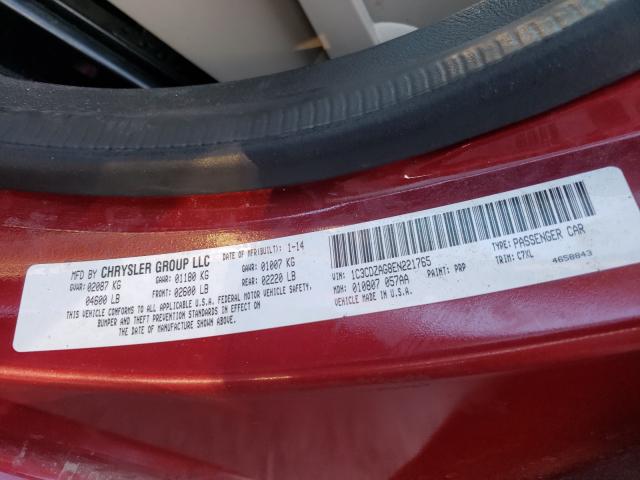 MFD BY CHRYSLER GROUP LLC DATE OF MFR(BUILT): 1-14
GVWR: 02087 KG GAWR: 01180 KG GAWR: 01007 KG
04600 LB FRONT: 02600 LB REAR: 02220 LB
THIS VEHICLE CONFORMS TO ALL APPLICABLE U.S.A. FEDERAL MOTOR VEHICLE SAFETY,
BUMPER AND THEFT PREVENTION STANDARDS IN EFFECT ON
THE DATE OF MANUFACTURE SHOWN ABOVE.
VIN: 1C3CDZAG8EN221765 TYPE: PASSENGER CAR
MDH: 010807 057AA PAINT: PRP TRIM: C7XL
4658843